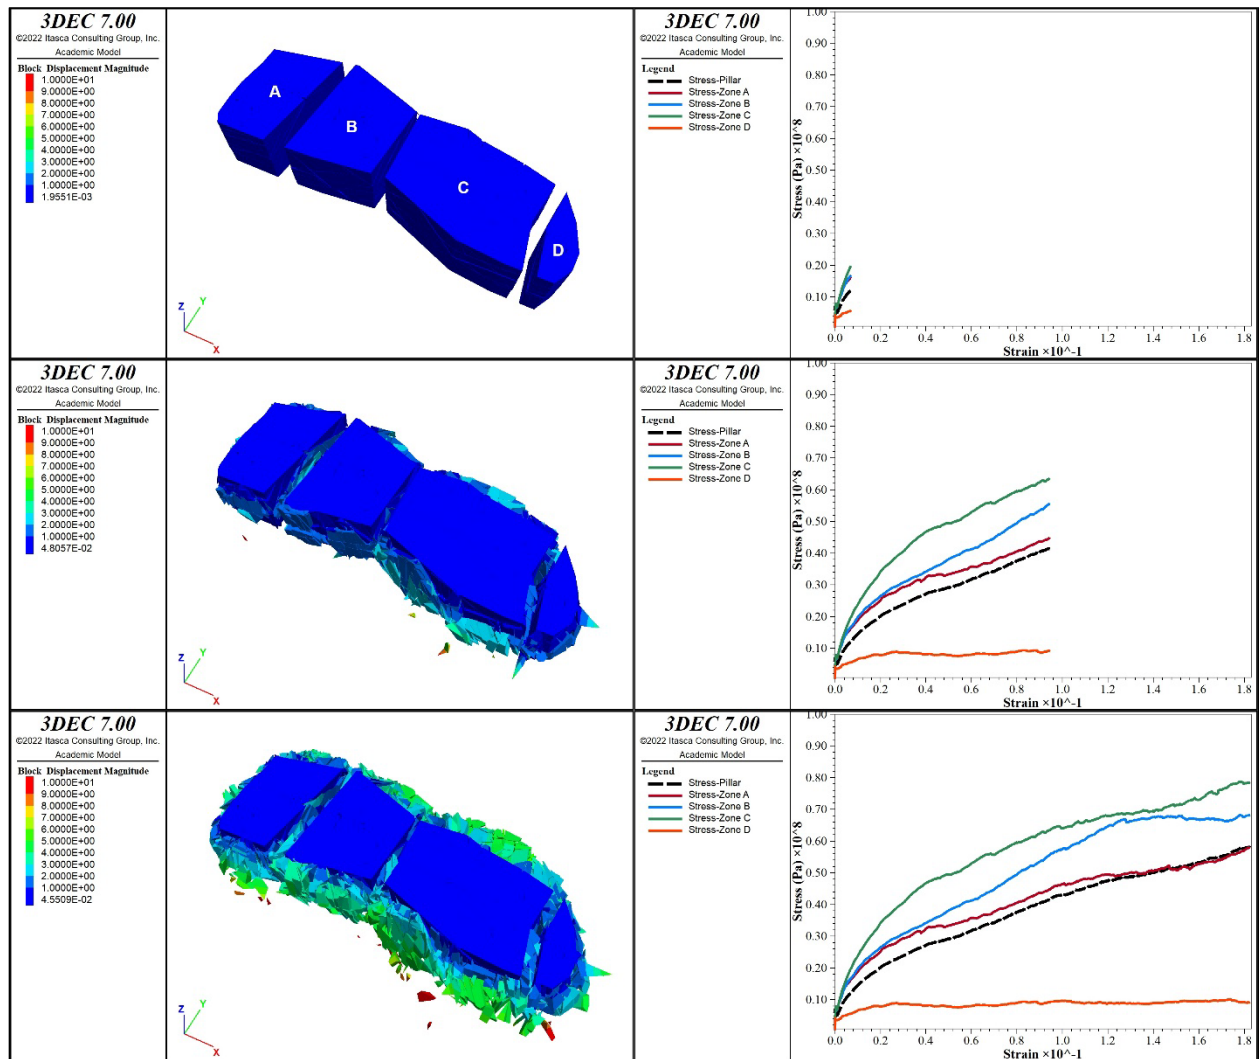 3DEC 7.00
©2022 Itasca Consulting Group, Inc.
Academic Model
Block Displacement Magnitude
1.0000E+01
9.0000E+00
8.0000E+00
7.0000E+00
6.0000E+00
5.0000E+00
4.0000E+00
3.0000E+00
2.0000E+00
1.0000E+00
1.9551E-03
A
B
C
D
Z
Y
X
3DEC 7.00
©2022 Itasca Consulting Group, Inc.
Academic Model
Legend
Stress-Pillar
Stress-Zone A
Stress-Zone B
Stress-Zone C
Stress-Zone D
Stress (Pa) ×10^8
1.00
0.90
0.80
0.70
0.60
0.50
0.40
0.30
0.20
0.10
0.0 0.2 0.4 0.6 0.8 1.0 1.2 1.4 1.6 1.8
Strain ×10^-1
3DEC 7.00
©2022 Itasca Consulting Group, Inc.
Academic Model
Block Displacement Magnitude
1.0000E+01
9.0000E+00
8.0000E+00
7.0000E+00
6.0000E+00
5.0000E+00
4.0000E+00
3.0000E+00
2.0000E+00
1.0000E+00
4.8057E-02
Z
Y
X
3DEC 7.00
©2022 Itasca Consulting Group, Inc.
Academic Model
Legend
Stress-Pillar
Stress-Zone A
Stress-Zone B
Stress-Zone C
Stress-Zone D
Stress (Pa) ×10^8
1.00
0.90
0.80
0.70
0.60
0.50
0.40
0.30
0.20
0.10
0.0 0.2 0.4 0.6 0.8 1.0 1.2 1.4 1.6 1.8
Strain ×10^-1
3DEC 7.00
©2022 Itasca Consulting Group, Inc.
Academic Model
Block Displacement Magnitude
1.0000E+01
9.0000E+00
8.0000E+00
7.0000E+00
6.0000E+00
5.0000E+00
4.0000E+00
3.0000E+00
2.0000E+00
1.0000E+00
4.5509E-02
Z
Y
X
3DEC 7.00
©2022 Itasca Consulting Group, Inc.
Academic Model
Legend
Stress-Pillar
Stress-Zone A
Stress-Zone B
Stress-Zone C
Stress-Zone D
Stress (Pa) ×10^8
1.00
0.90
0.80
0.70
0.60
0.50
0.40
0.30
0.20
0.10
0.0 0.2 0.4 0.6 0.8 1.0 1.2 1.4 1.6 1.8
Strain ×10^-1